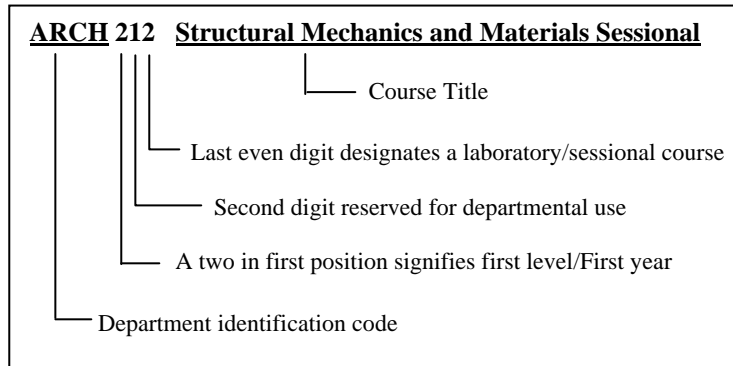 ARCH 212 Structural Mechanics and Materials Sessional
Course Title
Last even digit designates a laboratory/sessional course
Second digit reserved for departmental use
A two in first position signifies first level/First year
Department identification code